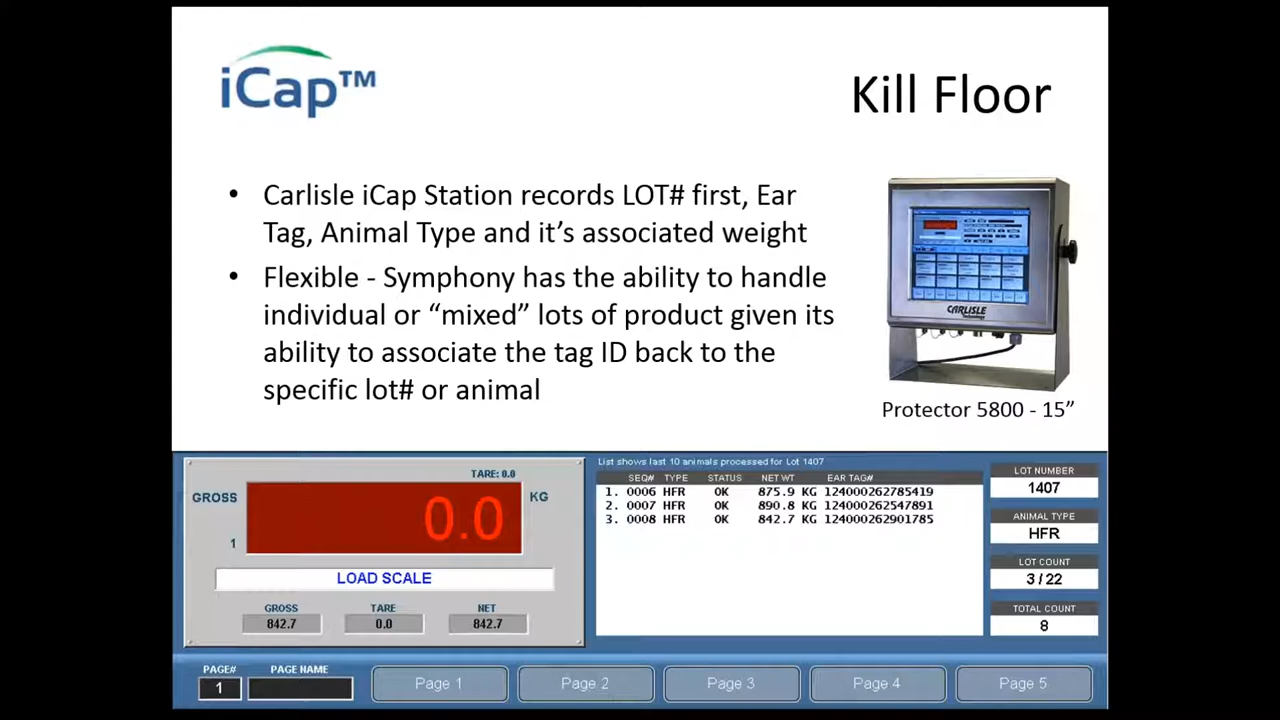 iCap™
Kill Floor
• Carlisle iCap Station records LOT# first, Ear
Tag, Animal Type and it's associated weight
• Flexible - Symphony has the ability to handle
individual or “mixed” lots of product given its
ability to associate the tag ID back to the
specific lot# or animal
CARLISLE
Technology
Protector 5800 - 15”
TARE: 0.0
GROSS
0.0
KG
1
LOAD SCALE
GROSS TARE NET
842.7 0.0 842.7
List shows last 10 animals processed for Lot 1407
SEQ# TYPE STATUS NET WT EAR TAG#
1. 0006 HFR OK 875.9 KG 124000262785419
2. 0007 HFR OK 890.8 KG 124000262547891
3. 0008 HFR OK 842.7 KG 124000262901785
LOT NUMBER
1407
ANIMAL TYPE
HFR
LOT COUNT
3/22
TOTAL COUNT
8
PAGE# PAGE NAME
1
Page 1 Page 2 Page 3 Page 4 Page 5